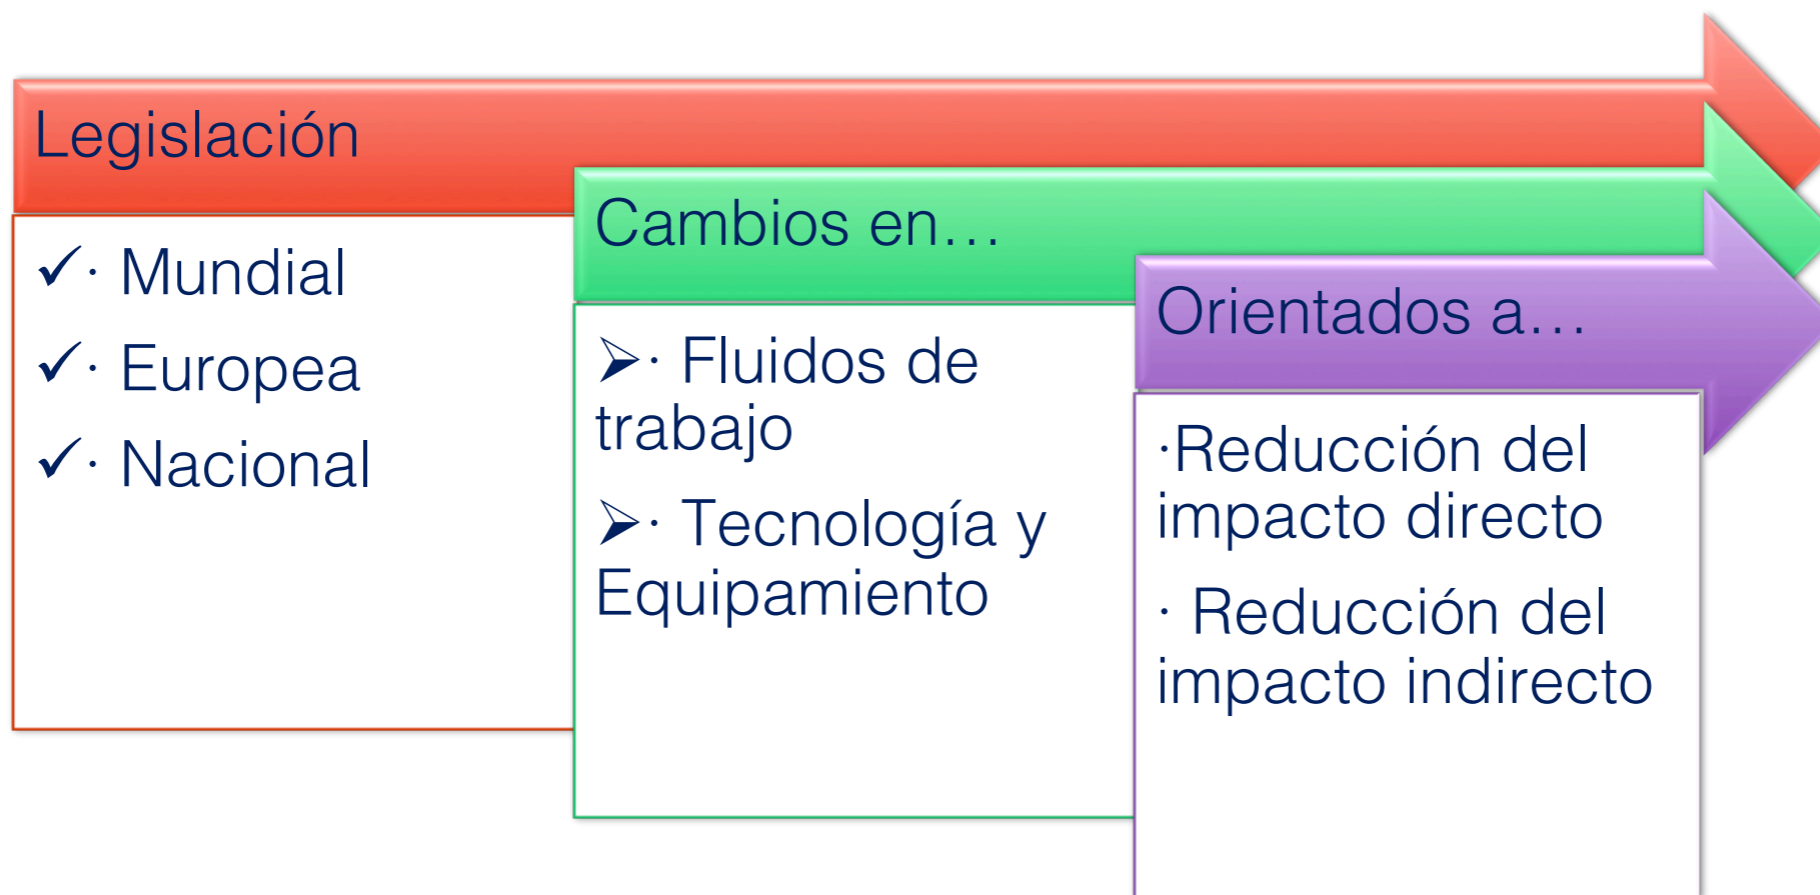 Legislación
✓· Mundial
✓· Europea
✓· Nacional
Cambios en…
➢· Fluidos de
trabajo
➢· Tecnología y
Equipamiento
Orientados a…
·Reducción del
impacto directo
· Reducción del
impacto indirecto